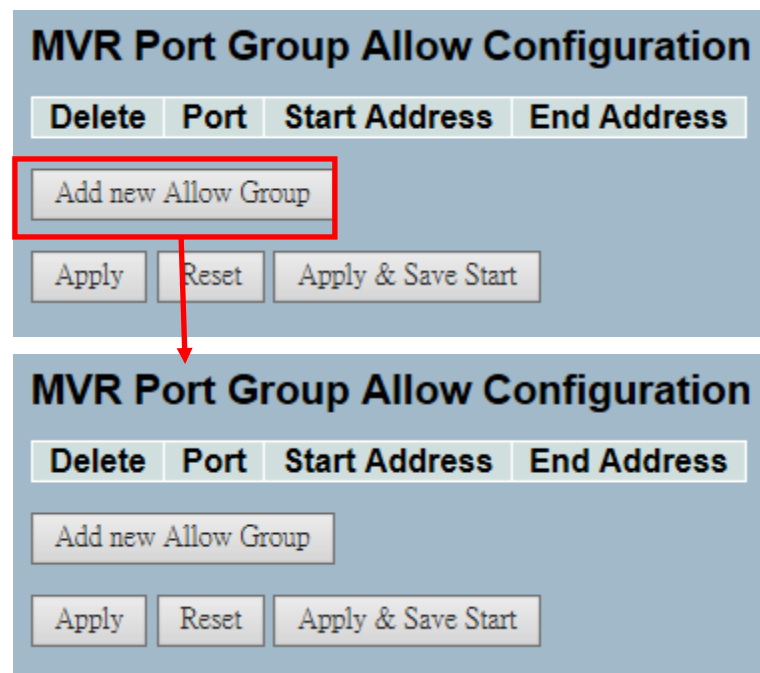 MVR Port Group Allow Configuration
Delete Port Start Address End Address
Add new Allow Group
Apply Reset Apply & Save Start
MVR Port Group Allow Configuration
Delete Port Start Address End Address
Add new Allow Group
Apply Reset Apply & Save Start